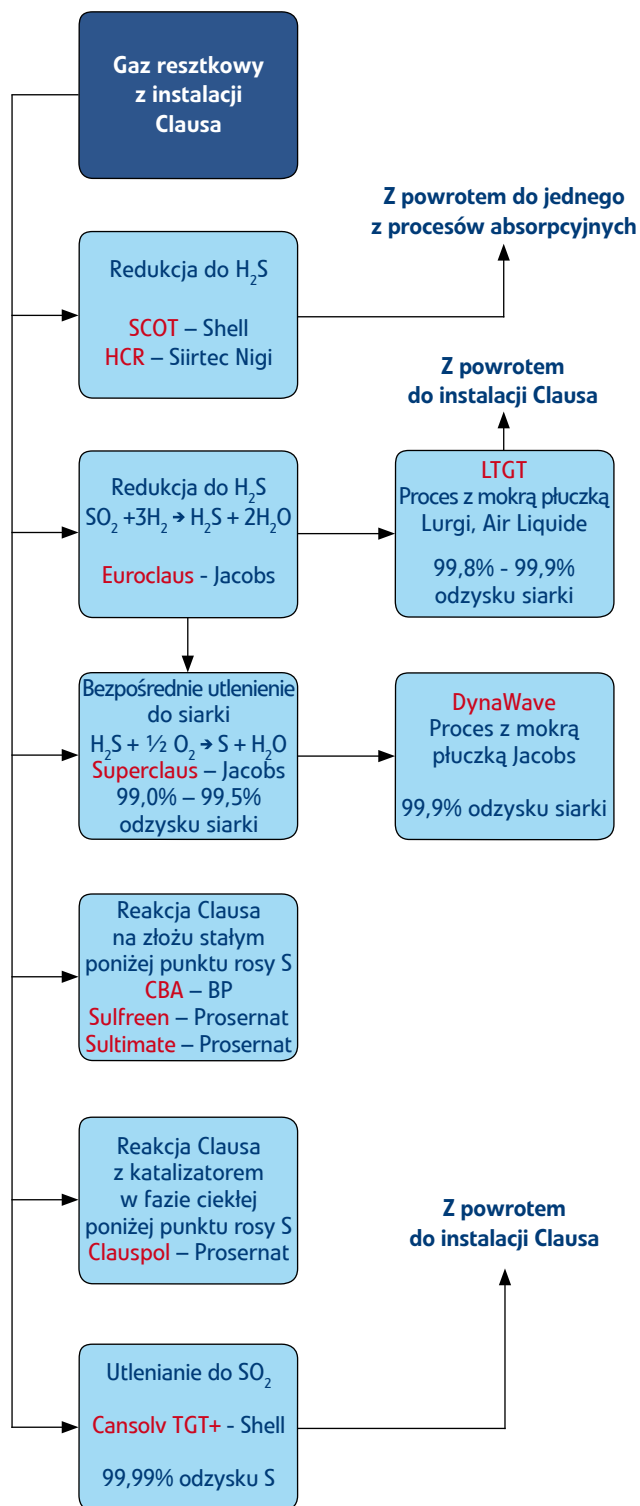 Gaz resztkowy
z instalacji
Clausa
Z powrotem do jednego
z procesów absorpcyjnych
Redukcja do H₂S
SCOT – Shell
HCR – Siirtec Nigi
Z powrotem
do instalacji Clausa
Redukcja do H₂S
SO₂ +3H₂ → H₂S + 2H₂O
Euroclaus - Jacobs
LTGT
Proces z mokrą płuczką
Lurgi, Air Liquide
99,8% - 99,9%
odzysku siarki
Bezpośrednie utlenienie
do siarki
H₂S + ½ O₂ → S + H₂O
Superclaus – Jacobs
99,0% – 99,5%
odzysku siarki
DynaWave
Proces z mokrą
płuczką Jacobs
99,9% odzysku siarki
Reakcja Clausa
na złożu stałym
poniżej punktu rosy S
CBA – BP
Sulfreen – Prosernat
Sultimate – Prosernat
Reakcja Clausa
z katalizatorem
w fazie ciekłej
poniżej punktu rosy S
Clauspol – Prosernat
Z powrotem
do instalacji Clausa
Utlenianie do SO₂
Cansolv TGT+ - Shell
99,99% odzysku S